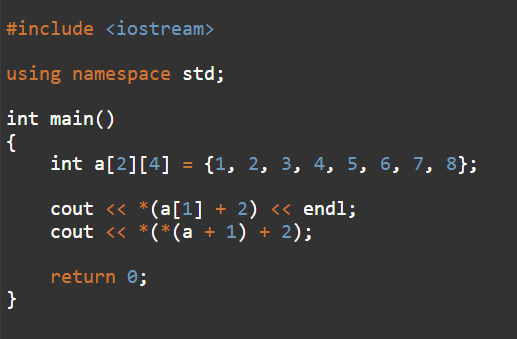 #include <iostream>
using namespace std;
int main()
{
int a[2][4] = {1, 2, 3, 4, 5, 6, 7, 8};
cout << *(a[1] + 2) << endl;
cout << *(*(a + 1) + 2);
return 0;
}